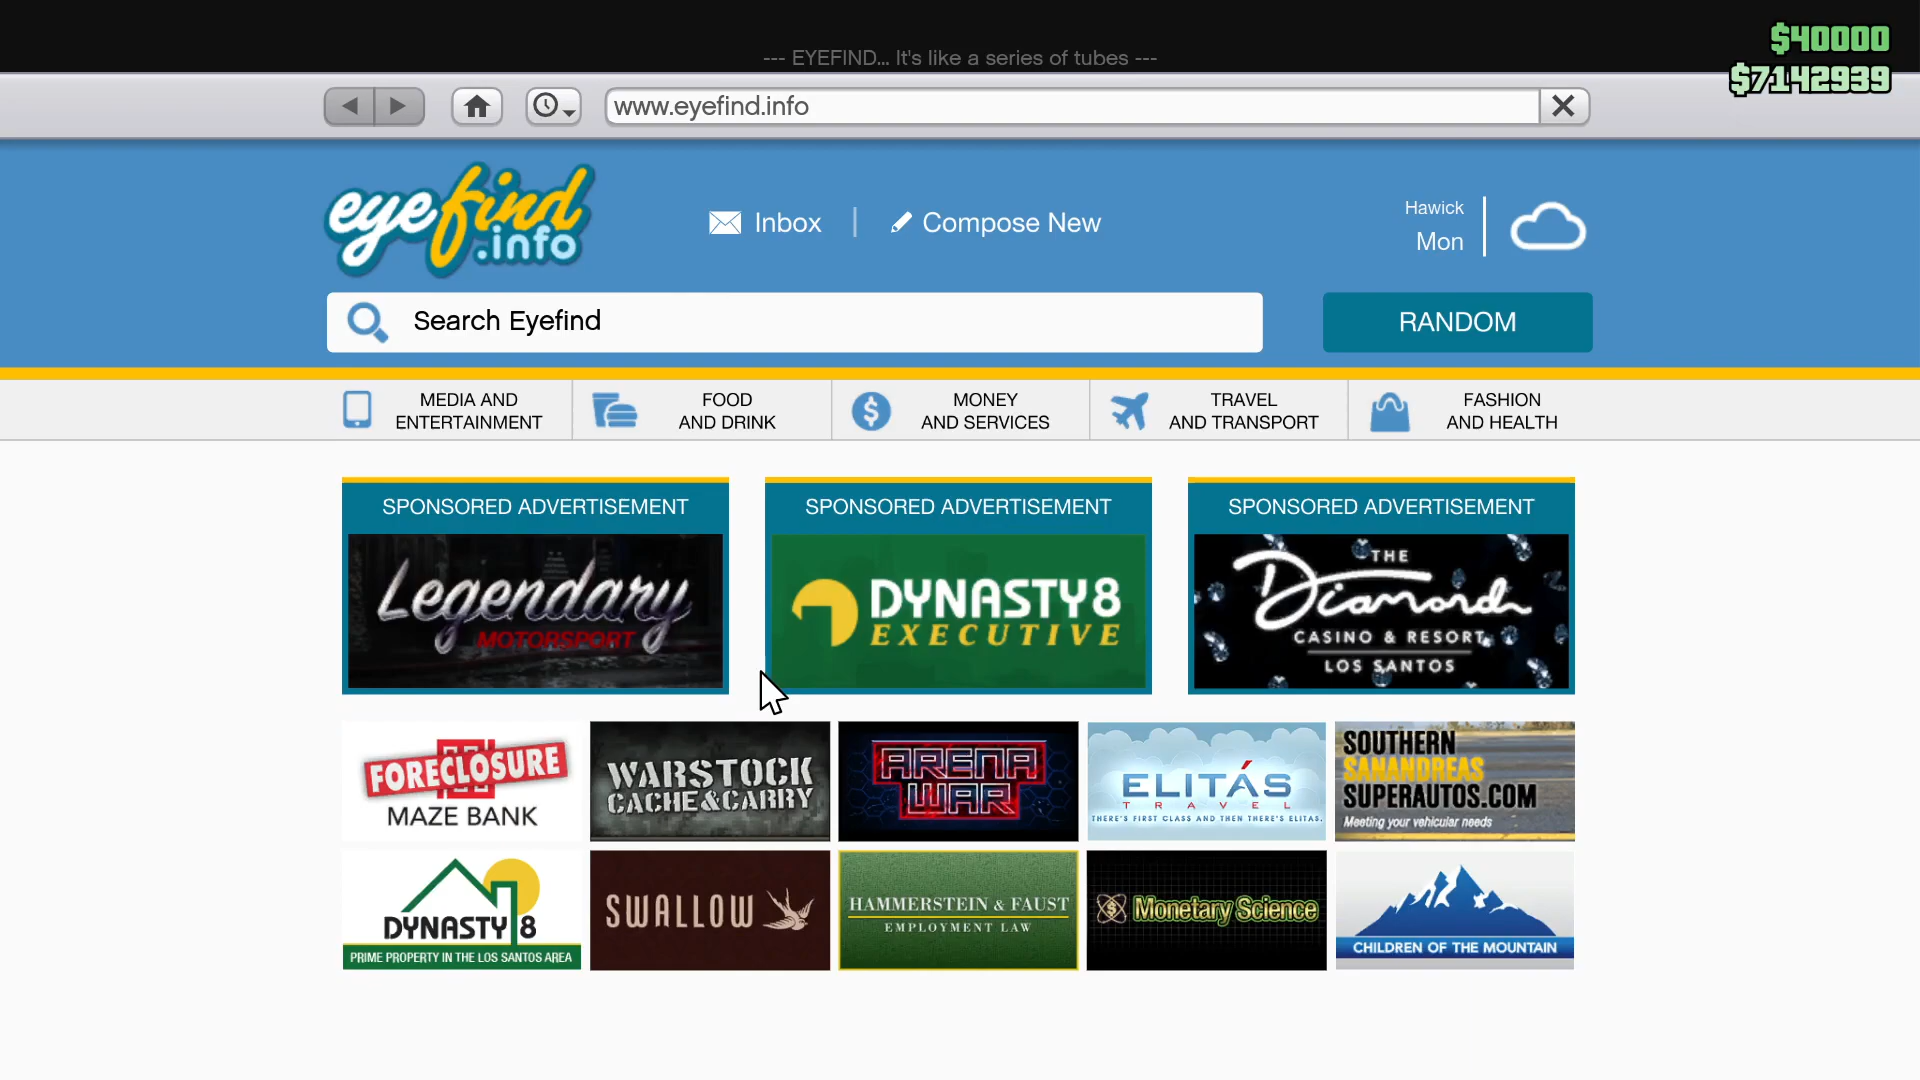 $40000
--- EYEFIND... It's like a series of tubes ---
$7142939
www.eyefind.info
eyefind
.info
Inbox
Compose New
Hawick
Mon
Search Eyefind
RANDOM
MEDIA AND
ENTERTAINMENT
FOOD
AND DRINK
MONEY
AND SERVICES
TRAVEL
AND TRANSPORT
FASHION
AND HEALTH
SPONSORED ADVERTISEMENT
Legendary
MOTORSPORT
SPONSORED ADVERTISEMENT
DYNASTY8
EXECUTIVE
SPONSORED ADVERTISEMENT
THE
Diamond
CASINO & RESORT
LOS SANTOS
FORECLOSURE
MAZE BANK
WARSTOCK
CACHE&CARRY
ARENA
WAR
ELITÁS
TRAVEL
THERE'S FIRST CLASS AND THEN THERE'S ELITAS.
SOUTHERN
SANANDREAS
SUPERAUTOS.COM
Meeting your vehicular needs
DYNASTY 8
PRIME PROPERTY IN THE LOS SANTOS AREA
SWALLOW
HAMMERSTEIN & FAUST
EMPLOYMENT LAW
$ Monetary Science
CHILDREN OF THE MOUNTAIN